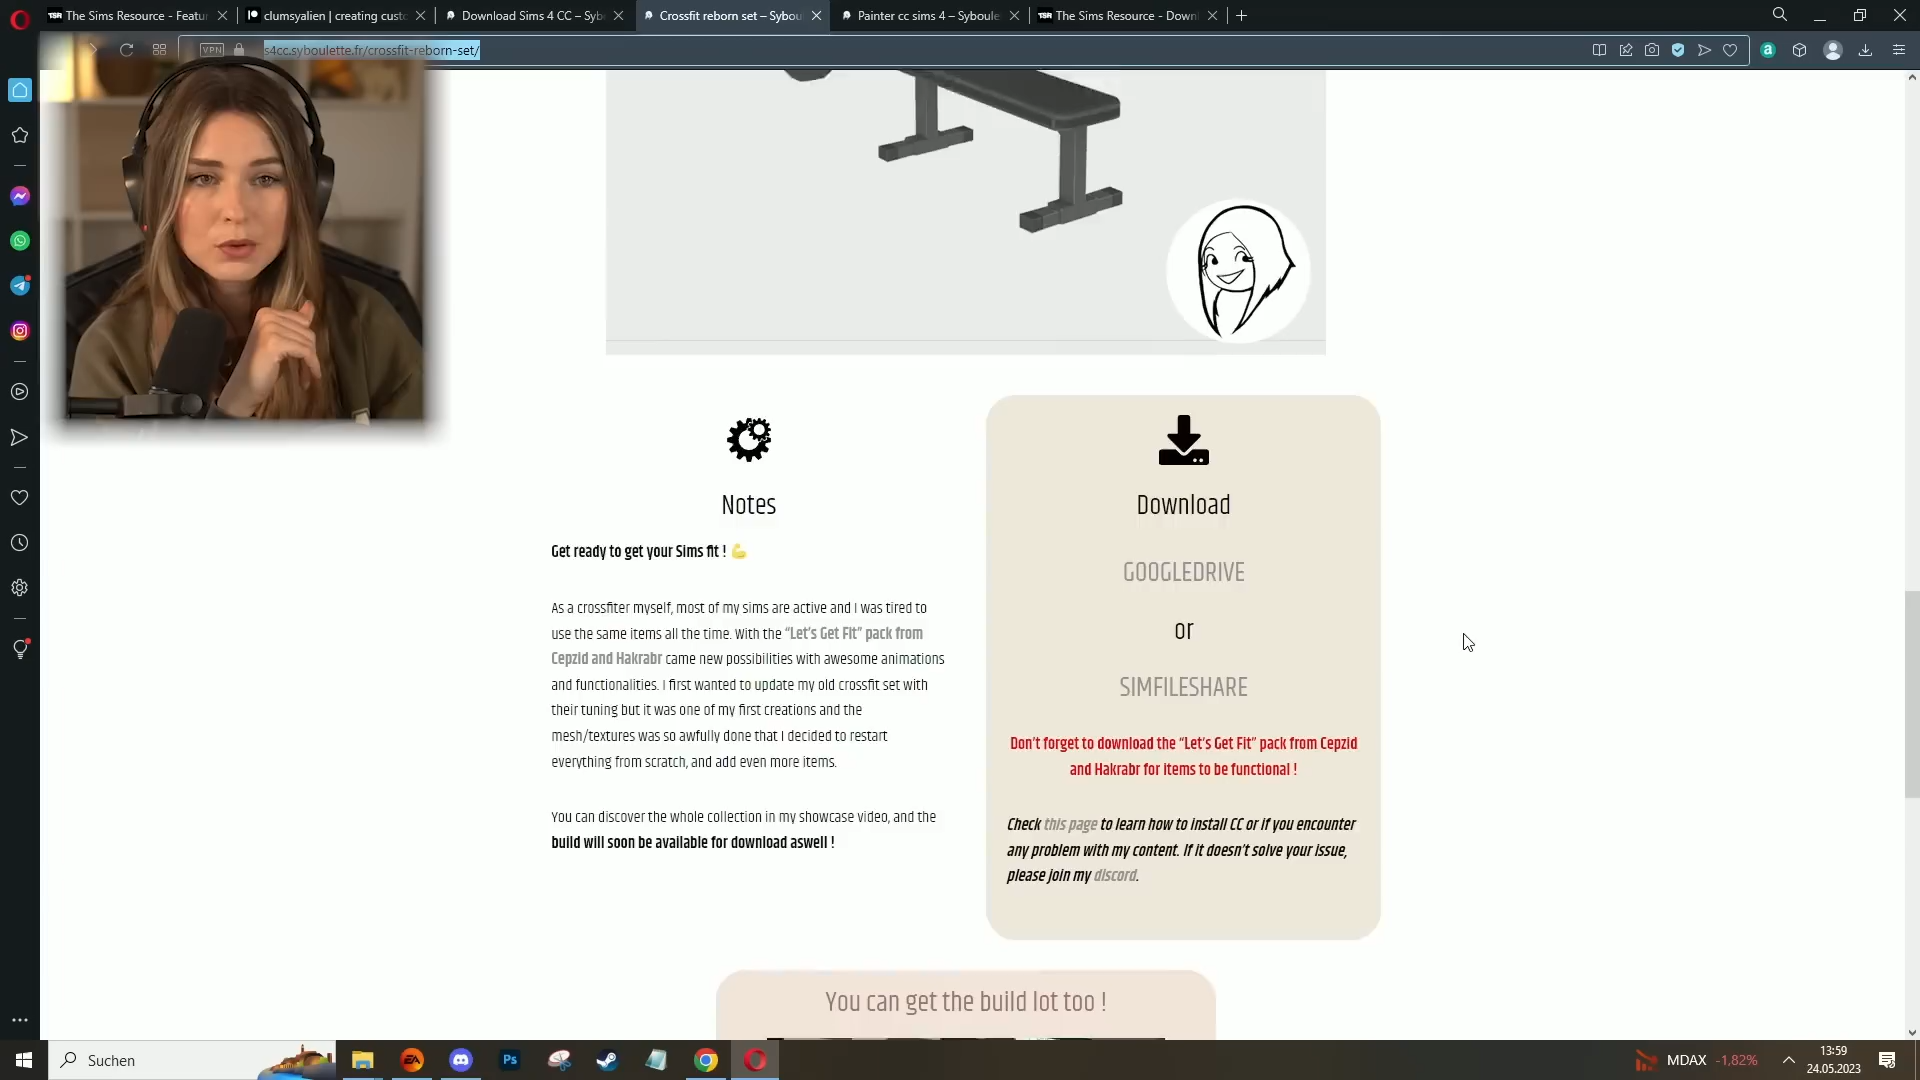 TSR The Sims Resource - Featur
clumsyalien | creating custo
Download Sims 4 CC – Sybo
Crossfit reborn set – Syboul
Painter cc sims 4 – Syboule
TSR The Sims Resource - Downl
VPN
s4cc.syboulette.fr/crossfit-reborn-set/
a
Notes
Get ready to get your Sims fit ! 💪
As a crossfiter myself, most of my sims are active and I was tired to
use the same items all the time. With the “Let’s Get Fit” pack from
Cepzid and Hakrabr came new possibilities with awesome animations
and functionalities. I first wanted to update my old crossfit set with
their tuning but it was one of my first creations and the
mesh/textures was so awfully done that I decided to restart
everything from scratch, and add even more items.
You can discover the whole collection in my showcase video, and the
build will soon be available for download aswell !
Download
GOOGLEDRIVE
or
SIMFILESHARE
Don’t forget to download the “Let’s Get Fit” pack from Cepzid
and Hakrabr for items to be functional !
Check this page to learn how to install CC or if you encounter
any problem with my content. If it doesn’t solve your issue,
please join my discord.
You can get the build lot too !
Suchen
EA
Ps
MDAX -1,82%
13:59
24.05.2023